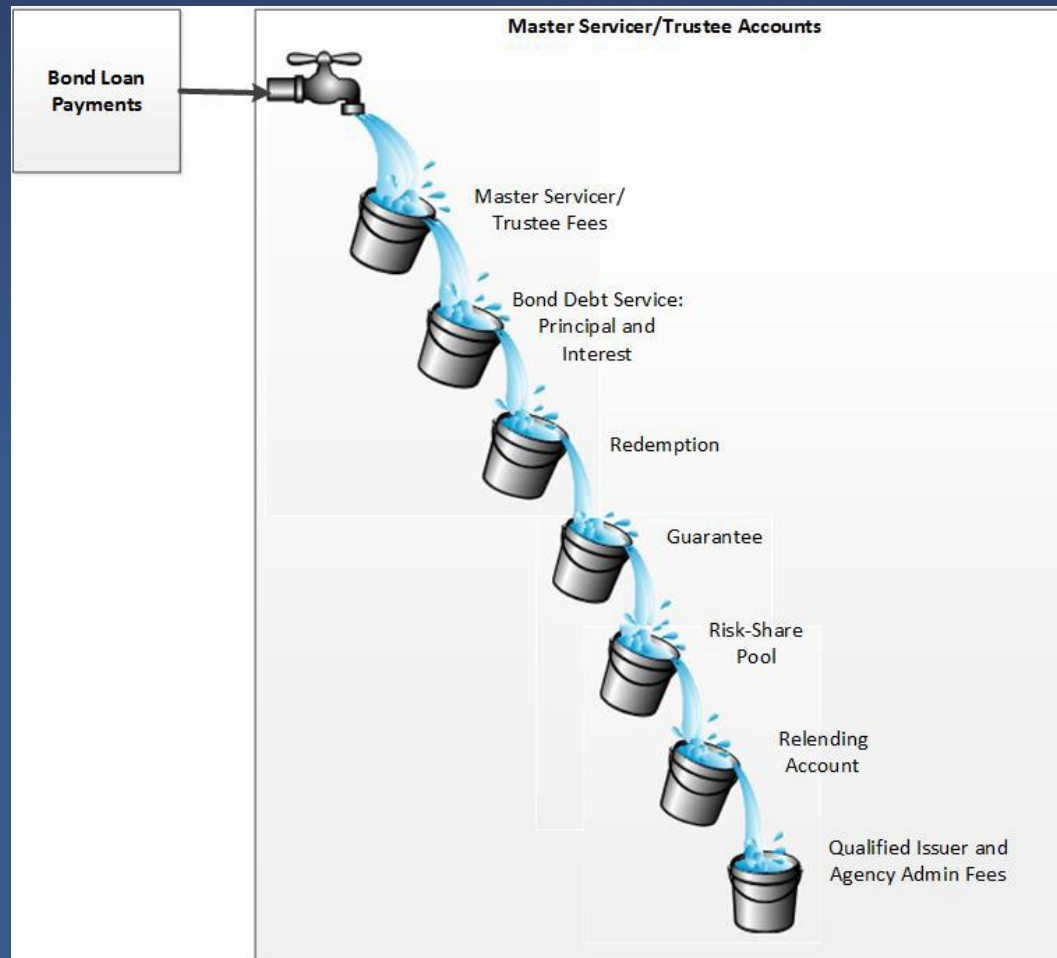 Master Servicer/Trustee Accounts
Bond Loan
Payments
Master Servicer/
Trustee Fees
Bond Debt Service:
Principal and
Interest
Redemption
Guarantee
Risk-Share
Pool
Relending
Account
Qualified Issuer and
Agency Admin Fees